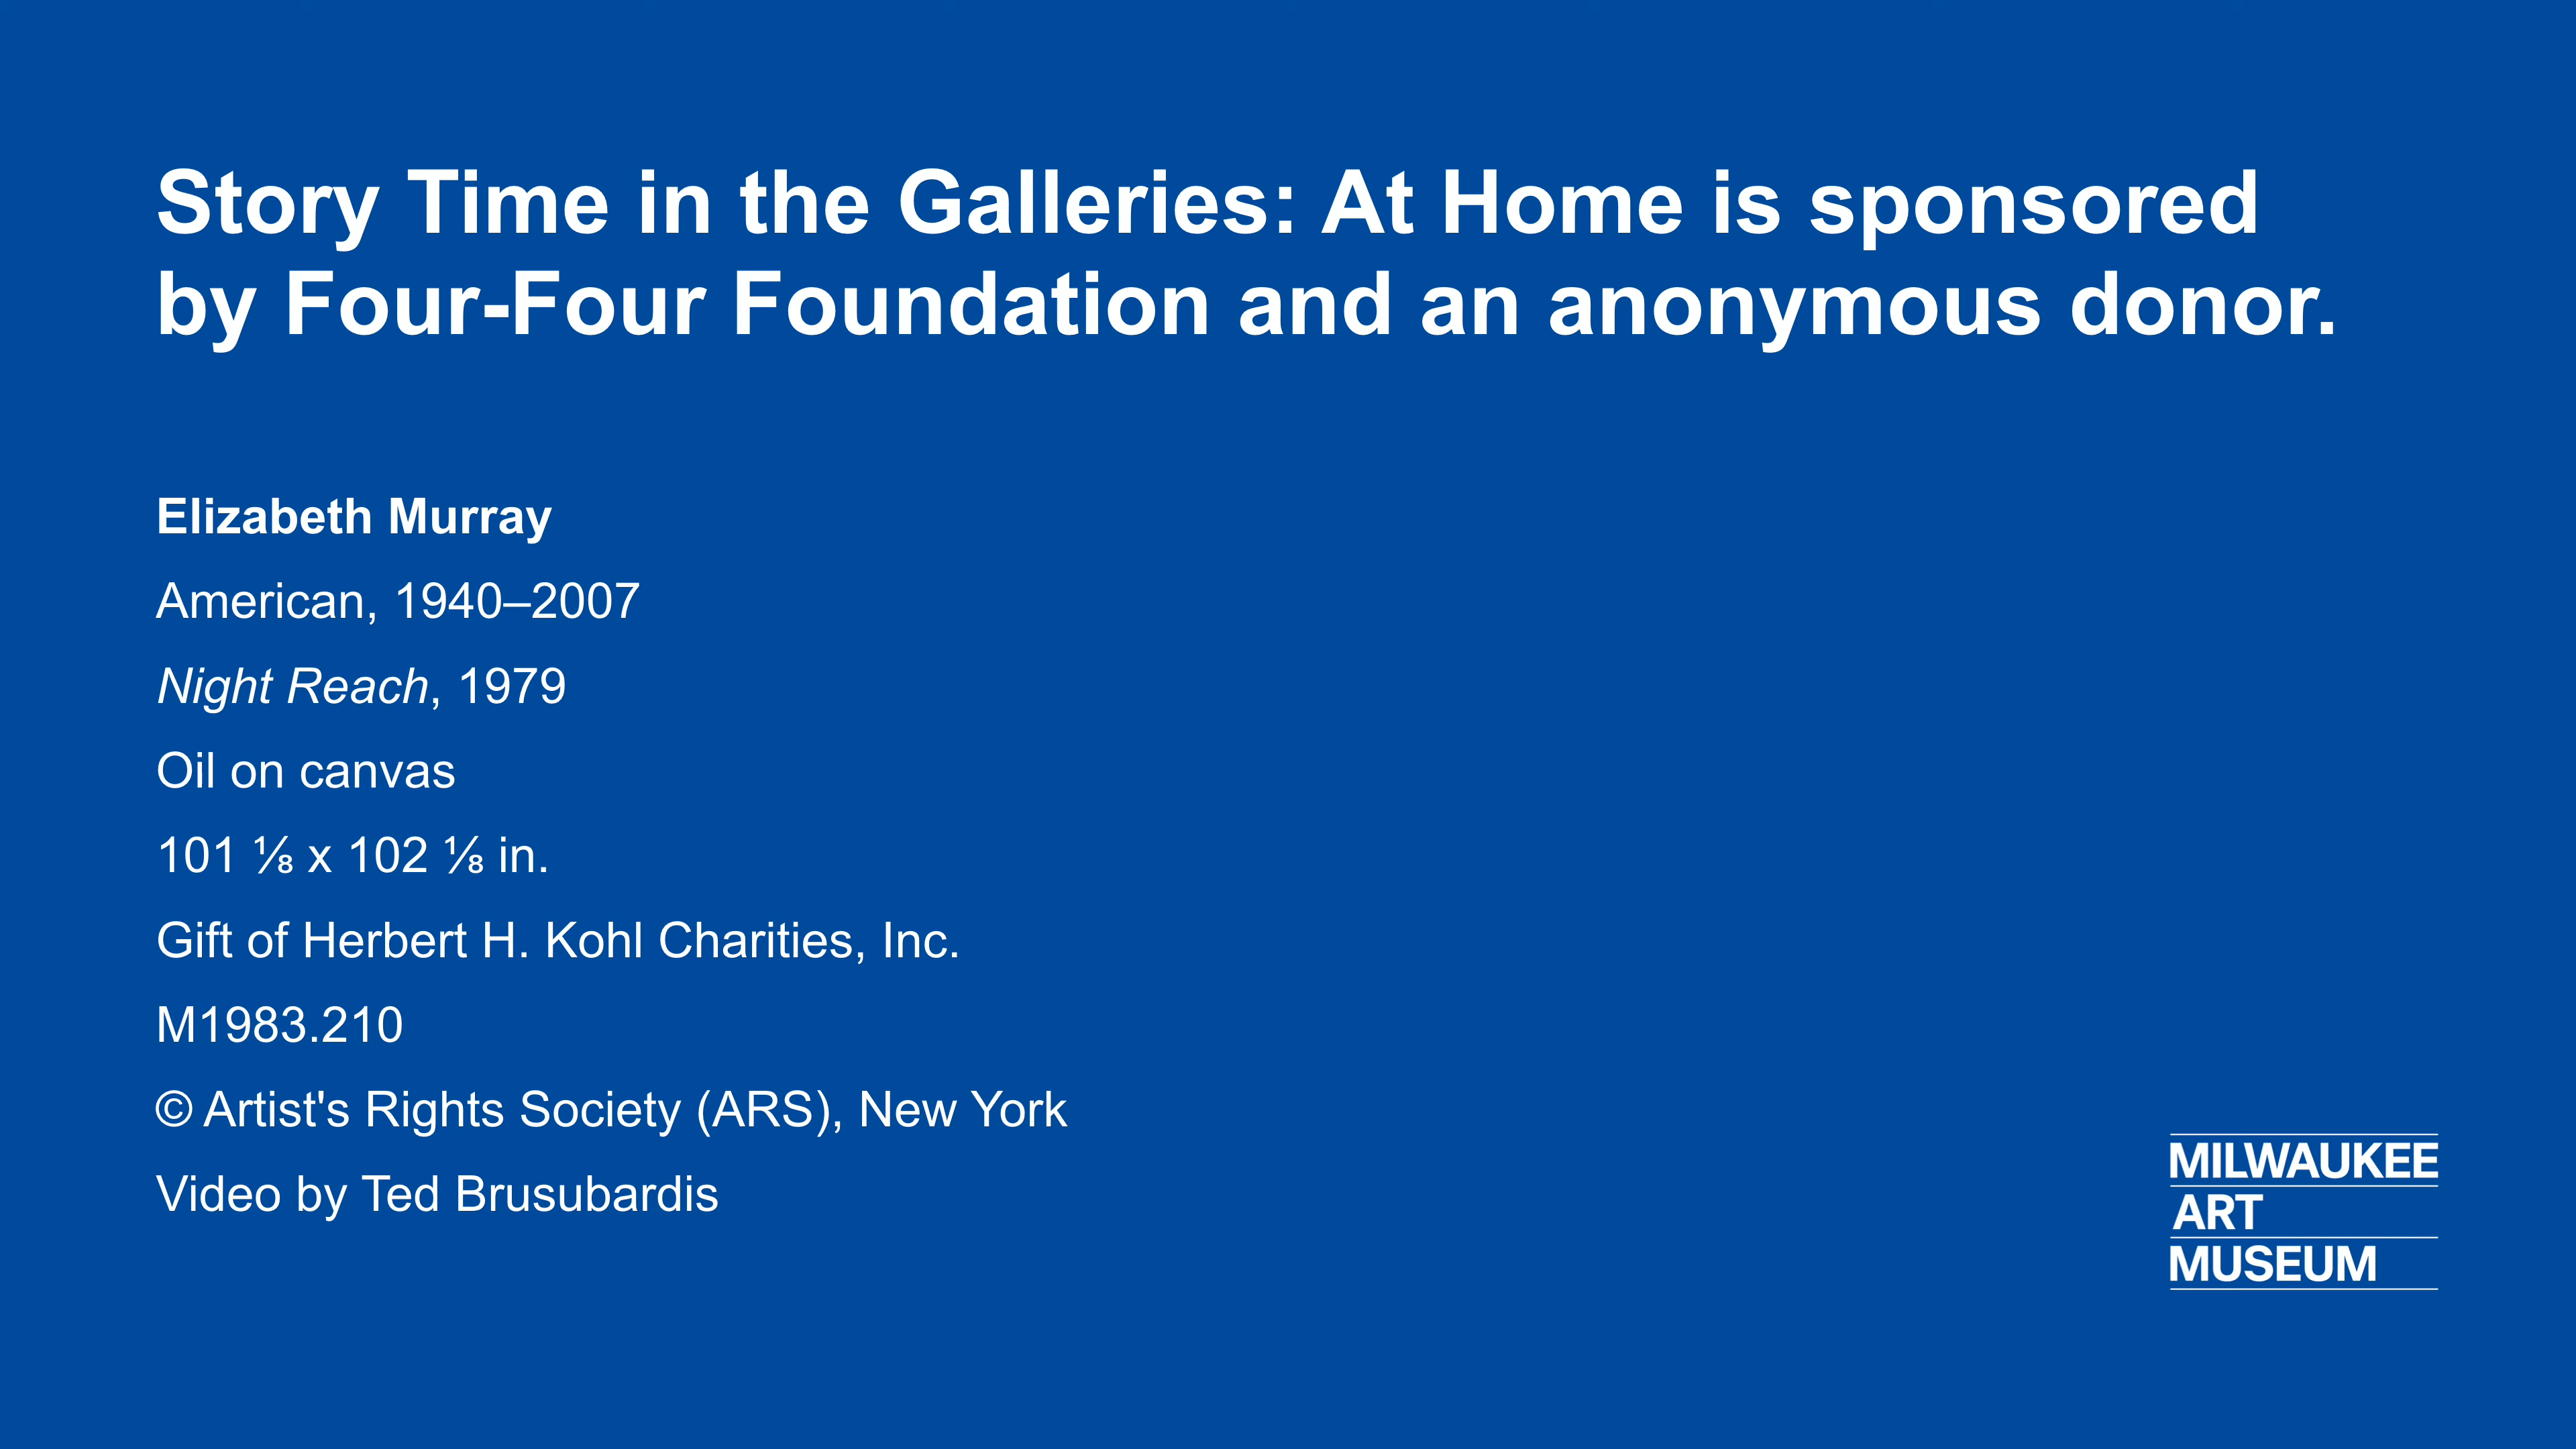 Story Time in the Galleries: At Home is sponsored
by Four-Four Foundation and an anonymous donor.
Elizabeth Murray
American, 1940–2007
Night Reach, 1979
Oil on canvas
101 ⅛ x 102 ⅛ in.
Gift of Herbert H. Kohl Charities, Inc.
M1983.210
© Artist's Rights Society (ARS), New York
Video by Ted Brusubardis
MILWAUKEE
ART
MUSEUM